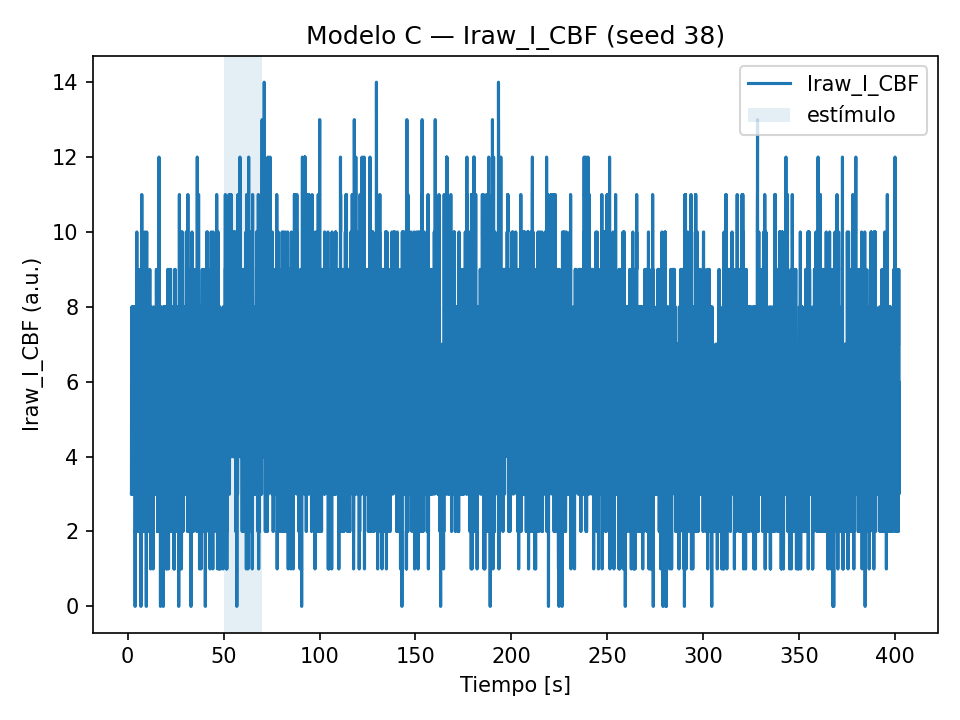 Modelo C — Iraw_I_CBF (seed 38)
Iraw_I_CBF
estímulo
Iraw_I_CBF (a.u.)
14
12
10
8
6
4
2
0
0 50 100 150 200 250 300 350 400
Tiempo [s]